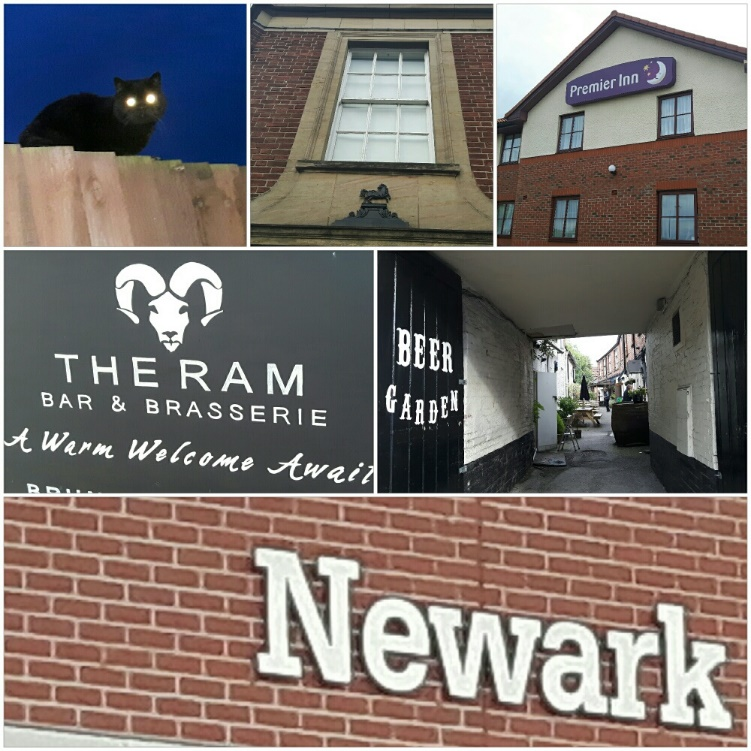 Premier Inn
THE RAM
BAR & BRASSERIE
A Warm Welcome Await
BEER
GARDEN
Newark